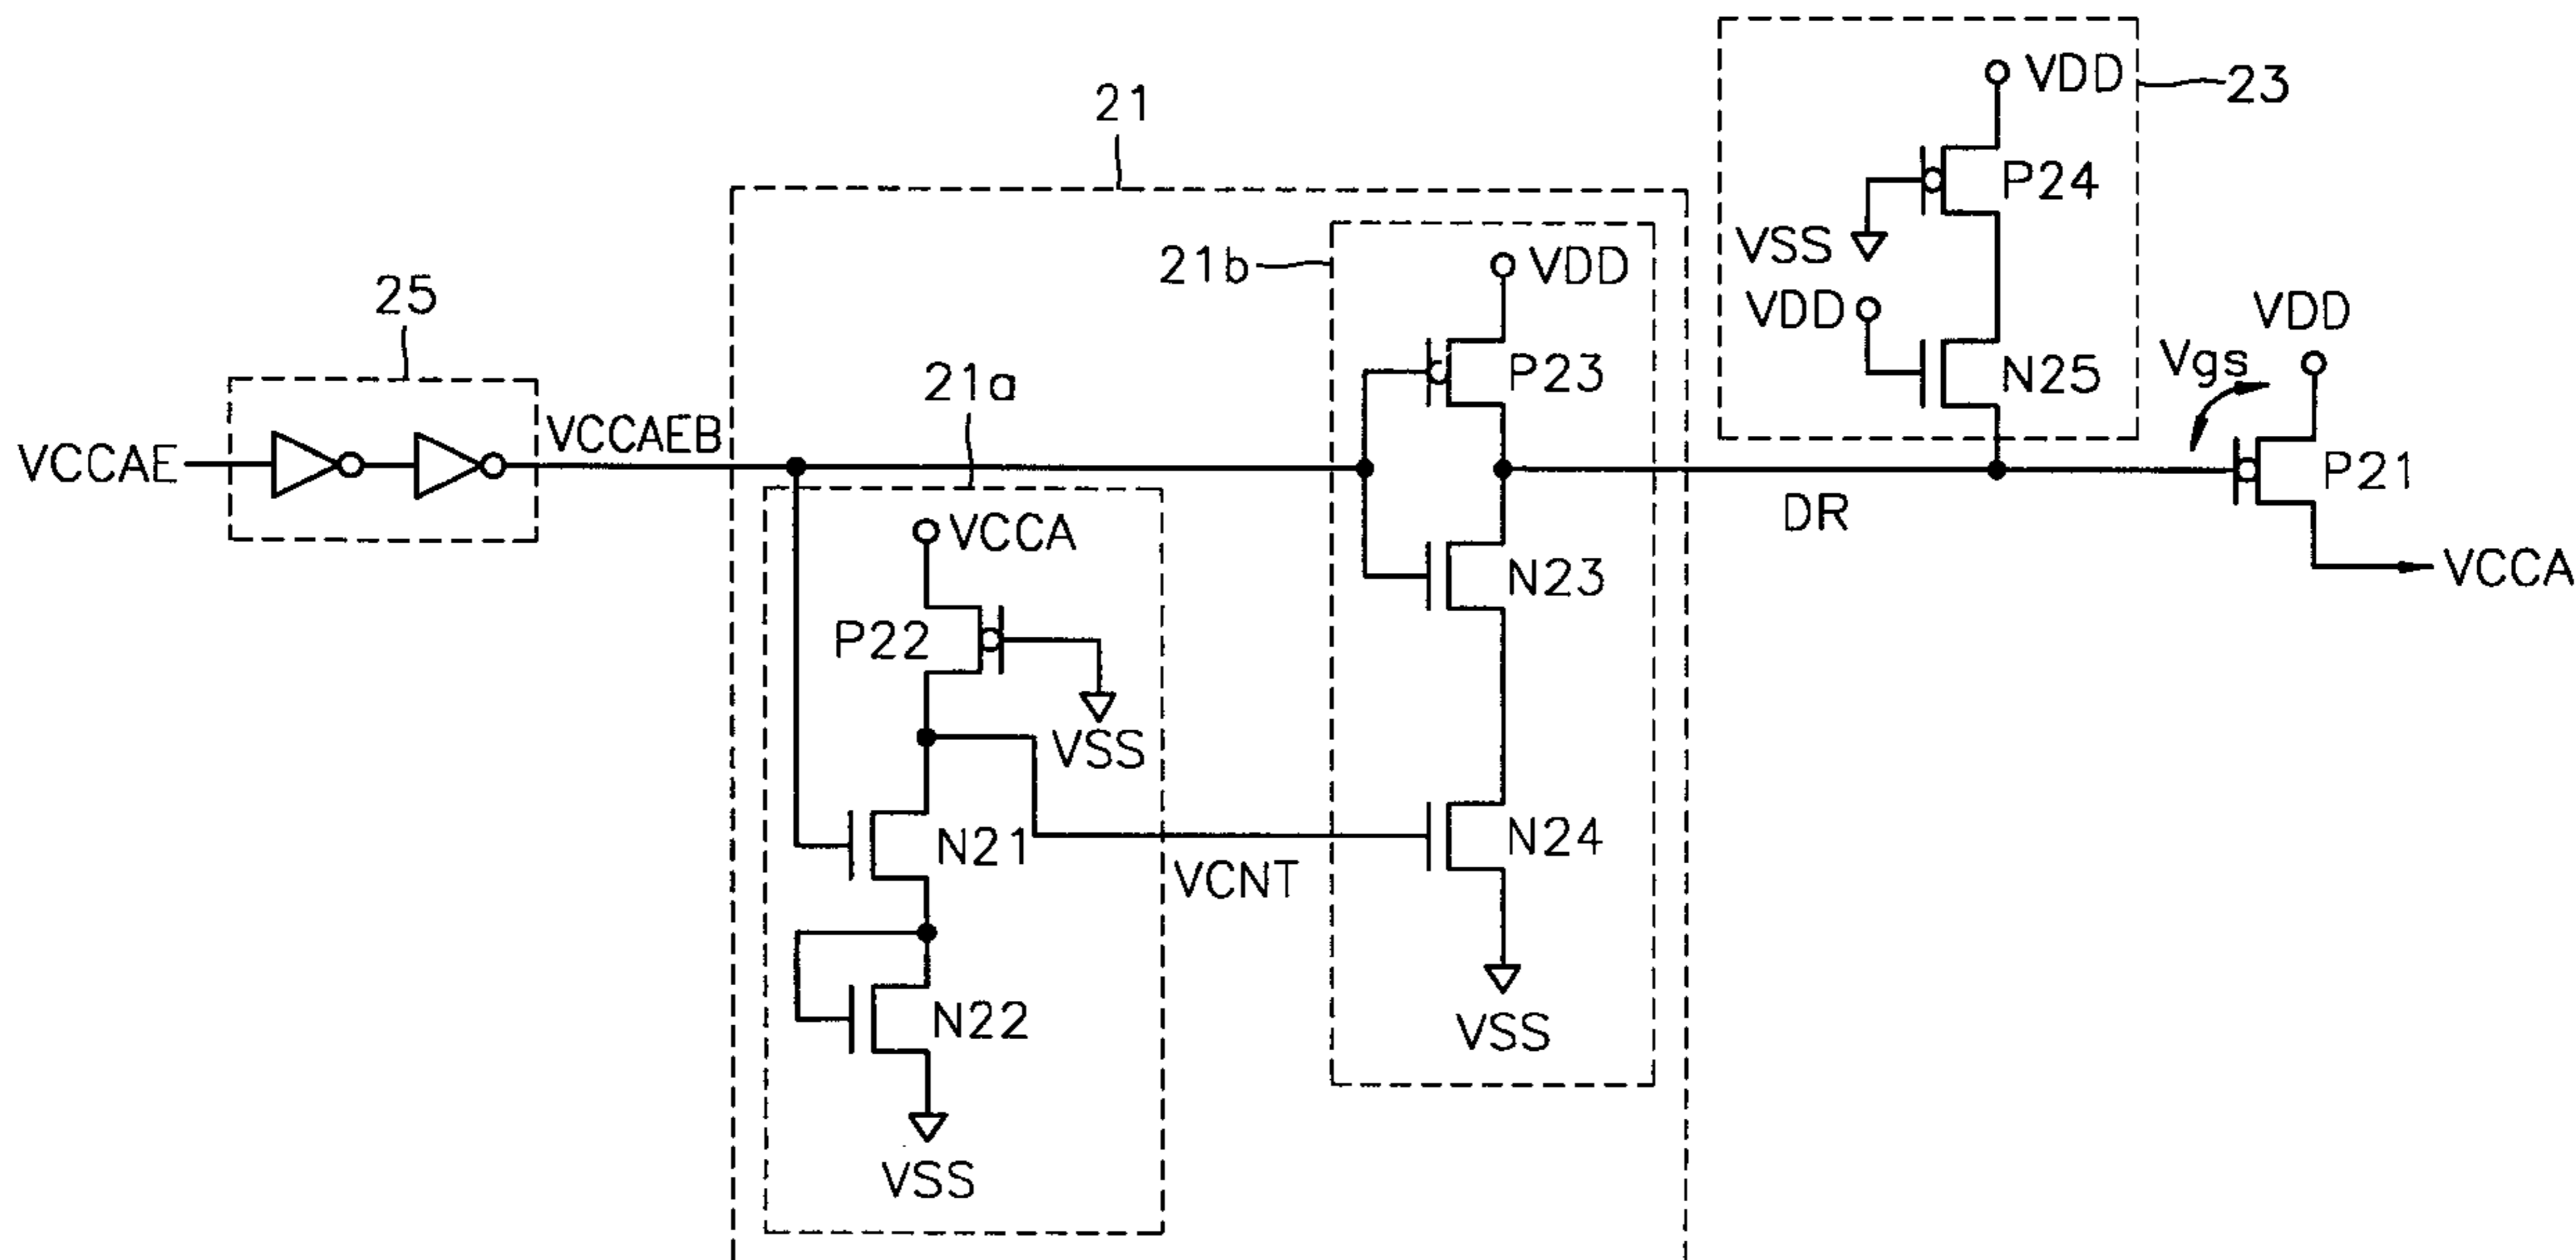 VDD
23
21
P24
VSS
21b
VDD
VDD
VDD
25
Vgs
P23
N25
21a
VCCAEB
VCCAE
P21
DR
VCCA
N23
VCCA
P22
VSS
N21
N24
VCNT
N22
VSS
VSS